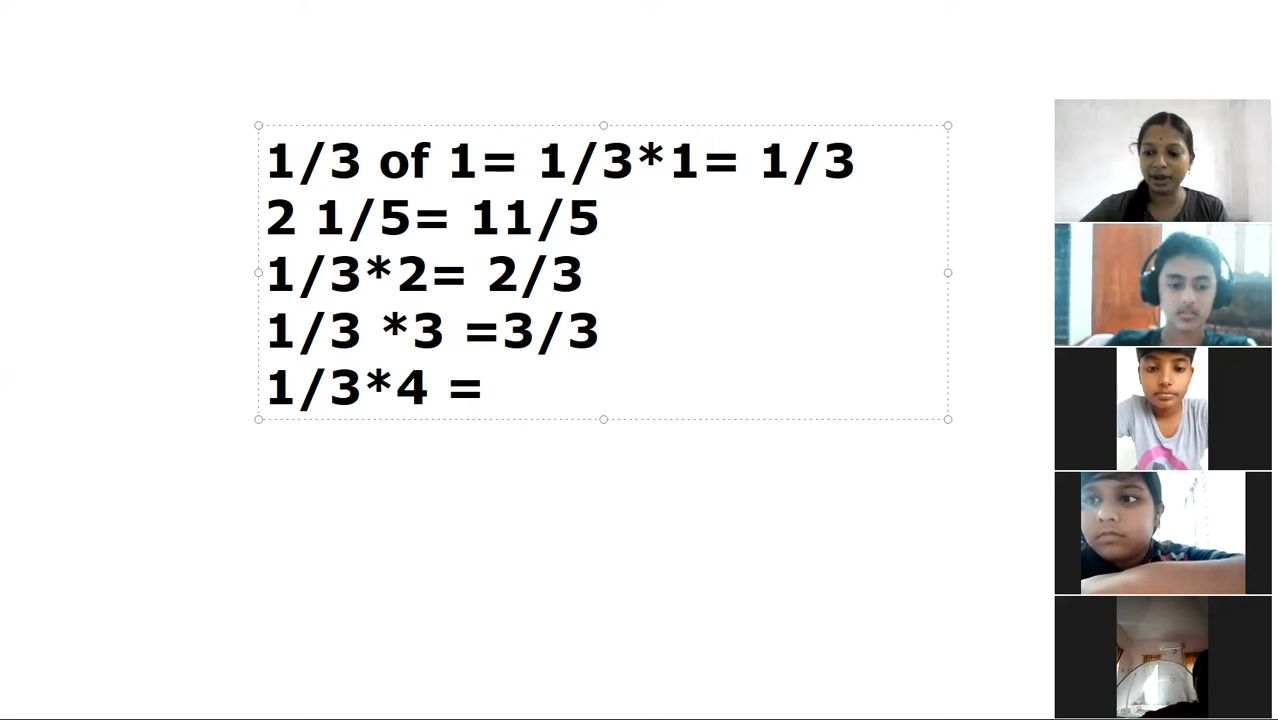 1/3 of 1= 1/3*1= 1/3
2 1/5= 11/5
1/3*2= 2/3
1/3 *3 =3/3
1/3*4 =